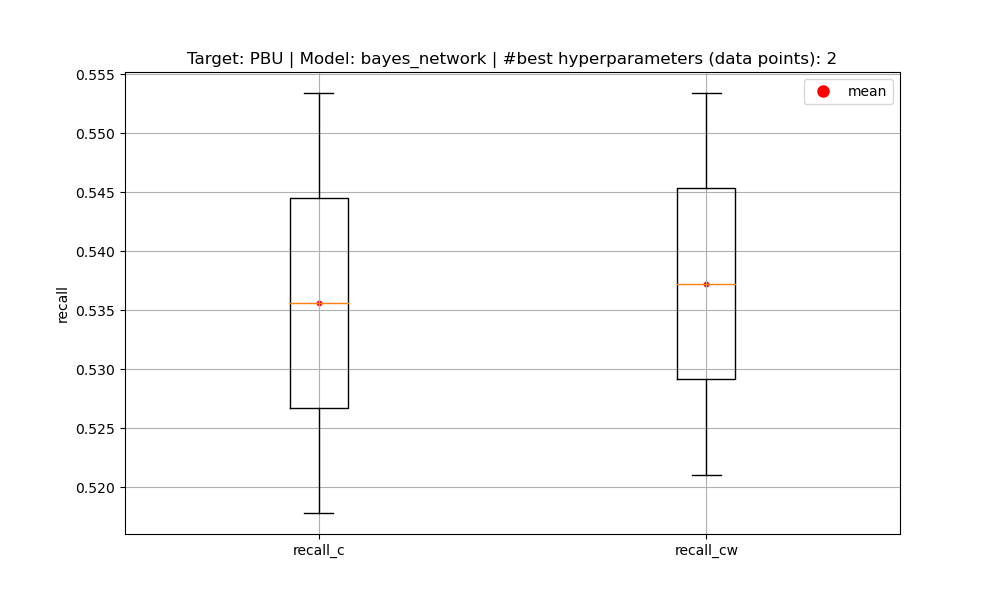 Target: PBU | Model: bayes_network | #best hyperparameters (data points): 2
mean
0.555
0.550
0.545
0.540
0.535
0.530
0.525
0.520
recall
recall_c
recall_cw